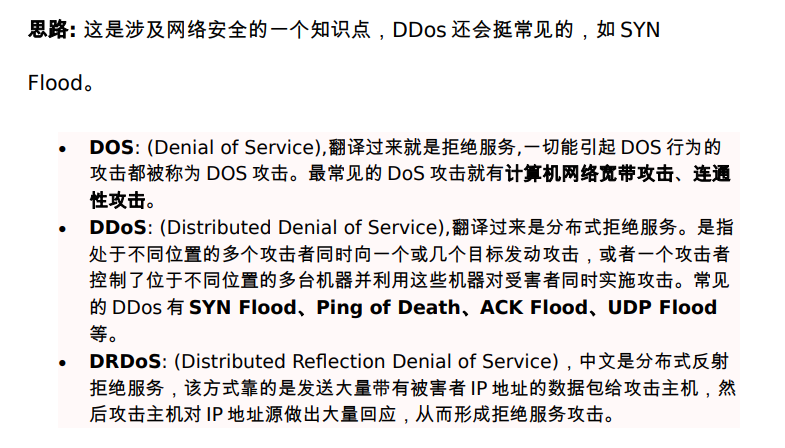 思路: 这是涉及网络安全的一个知识点，DDos 还会挺常见的，如 SYN
Flood。
• DOS: (Denial of Service),翻译过来就是拒绝服务,一切能引起 DOS 行为的
攻击都被称为 DOS 攻击。最常见的 DoS 攻击就有计算机网络宽带攻击、连通
性攻击。
• DDoS: (Distributed Denial of Service),翻译过来是分布式拒绝服务。是指
处于不同位置的多个攻击者同时向一个或几个目标发动攻击，或者一个攻击者
控制了位于不同位置的多台机器并利用这些机器对受害者同时实施攻击。常见
的 DDos 有 SYN Flood、Ping of Death、ACK Flood、UDP Flood
等。
• DRDoS: (Distributed Reflection Denial of Service)，中文是分布式反射
拒绝服务，该方式靠的是发送大量带有被害者 IP 地址的数据包给攻击主机，然
后攻击主机对 IP 地址源做出大量回应，从而形成拒绝服务攻击。